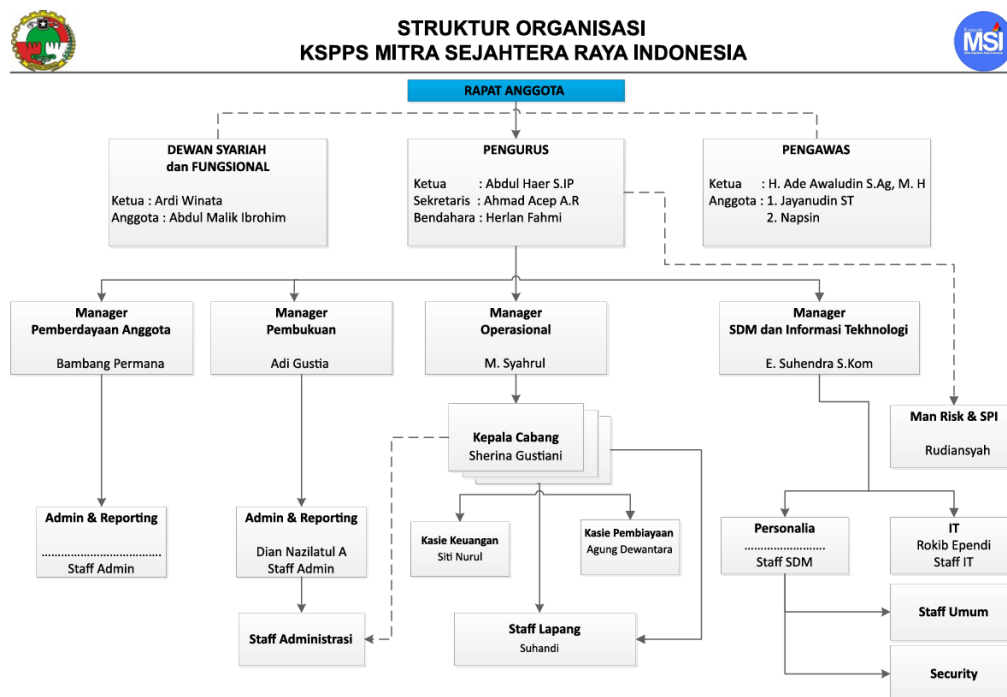 STRUKTUR ORGANISASI
KSPPS MITRA SEJAHTERA RAYA INDONESIA
MSI
RAPAT ANGGOTA
DEWAN SYARIAH
dan FUNGSIONAL
Ketua : Ardi Winata
Anggota : Abdul Malik Ibrohim
PENGURUS
Ketua : Abdul Haer S.IP
Sekretaris : Ahmad Acep A.R
Bendahara : Herlan Fahmi
PENGAWAS
Ketua : H. Ade Awaludin S.Ag, M. H
Anggota : 1. Jayanudin ST
2. Napsin
Manager
Pemberdayaan Anggota
Bambang Permana
Manager
Pembukuan
Adi Gustia
Manager
Operasional
M. Syahrul
Manager
SDM dan Informasi Tekhnologi
E. Suhendra S.Kom
Man Risk & SPI
Rudiansyah
Kepala Cabang
Sherina Gustiani
Admin & Reporting
......................................
Staff Admin
Admin & Reporting
Dian Nazilatul A
Staff Admin
Kasie Keuangan
Siti Nurul
Kasie Pembiayaan
Agung Dewantara
Personalia
..........................
Staff SDM
IT
Rokib Ependi
Staff IT
Staff Administrasi
Staff Lapang
Suhandi
Staff Umum
Security